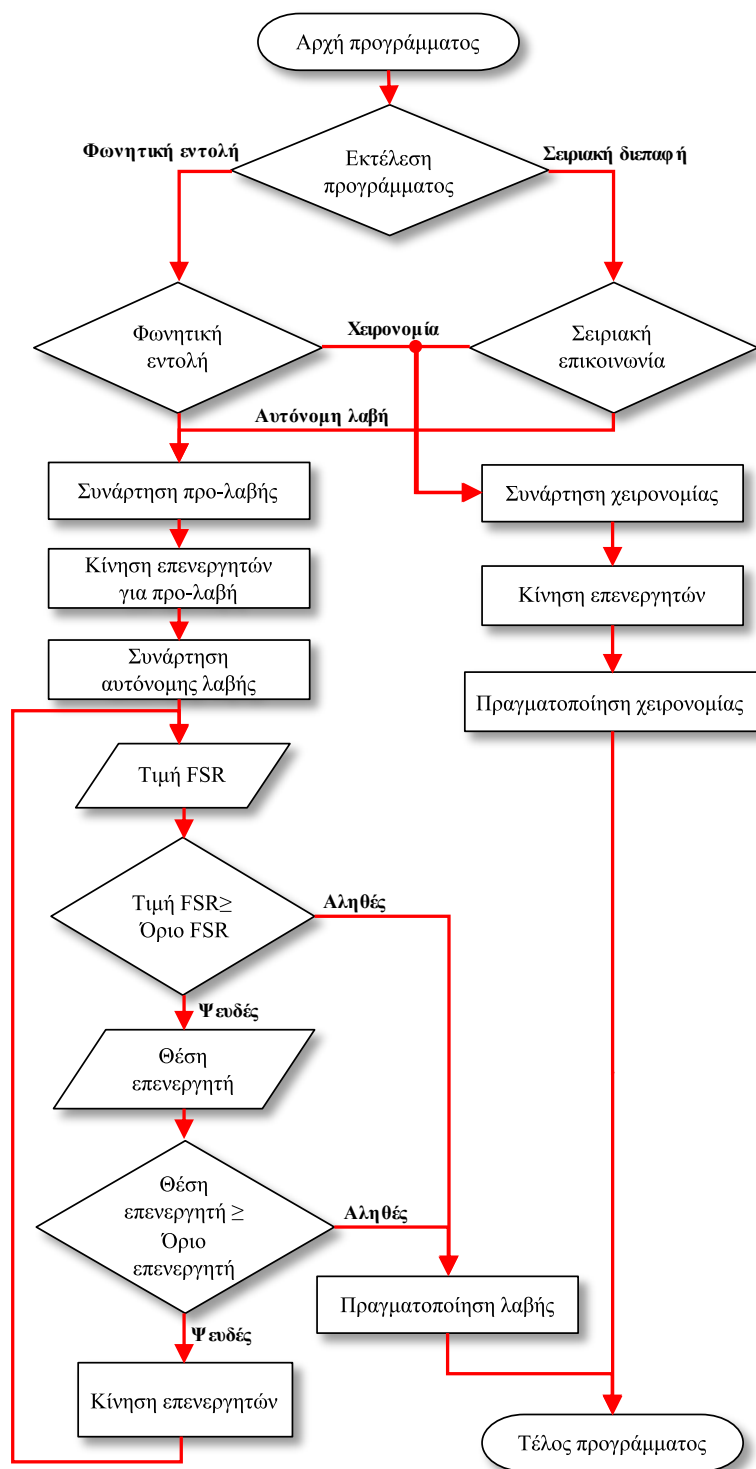 Αρχή προγράμματος
Φωνητική εντολή
Σειριακή διεπαφή
Εκτέλεση
προγράμματος
Φωνητική
εντολή
Χειρονομία
Σειριακή
επικοινωνία
Αυτόνομη λαβή
Συνάρτηση προ-λαβής
Συνάρτηση χειρονομίας
Κίνηση επενεργητών
για προ-λαβή
Κίνηση επενεργητών
Συνάρτηση
αυτόνομης λαβής
Πραγματοποίηση χειρονομίας
Τιμή FSR
Τιμή FSR≥
Όριο FSR
Αληθές
Ψευδές
Θέση
επενεργητή
Θέση
επενεργητή ≥
Όριο
επενεργητή
Αληθές
Πραγματοποίηση λαβής
Ψευδές
Κίνηση επενεργητών
Τέλος προγράμματος